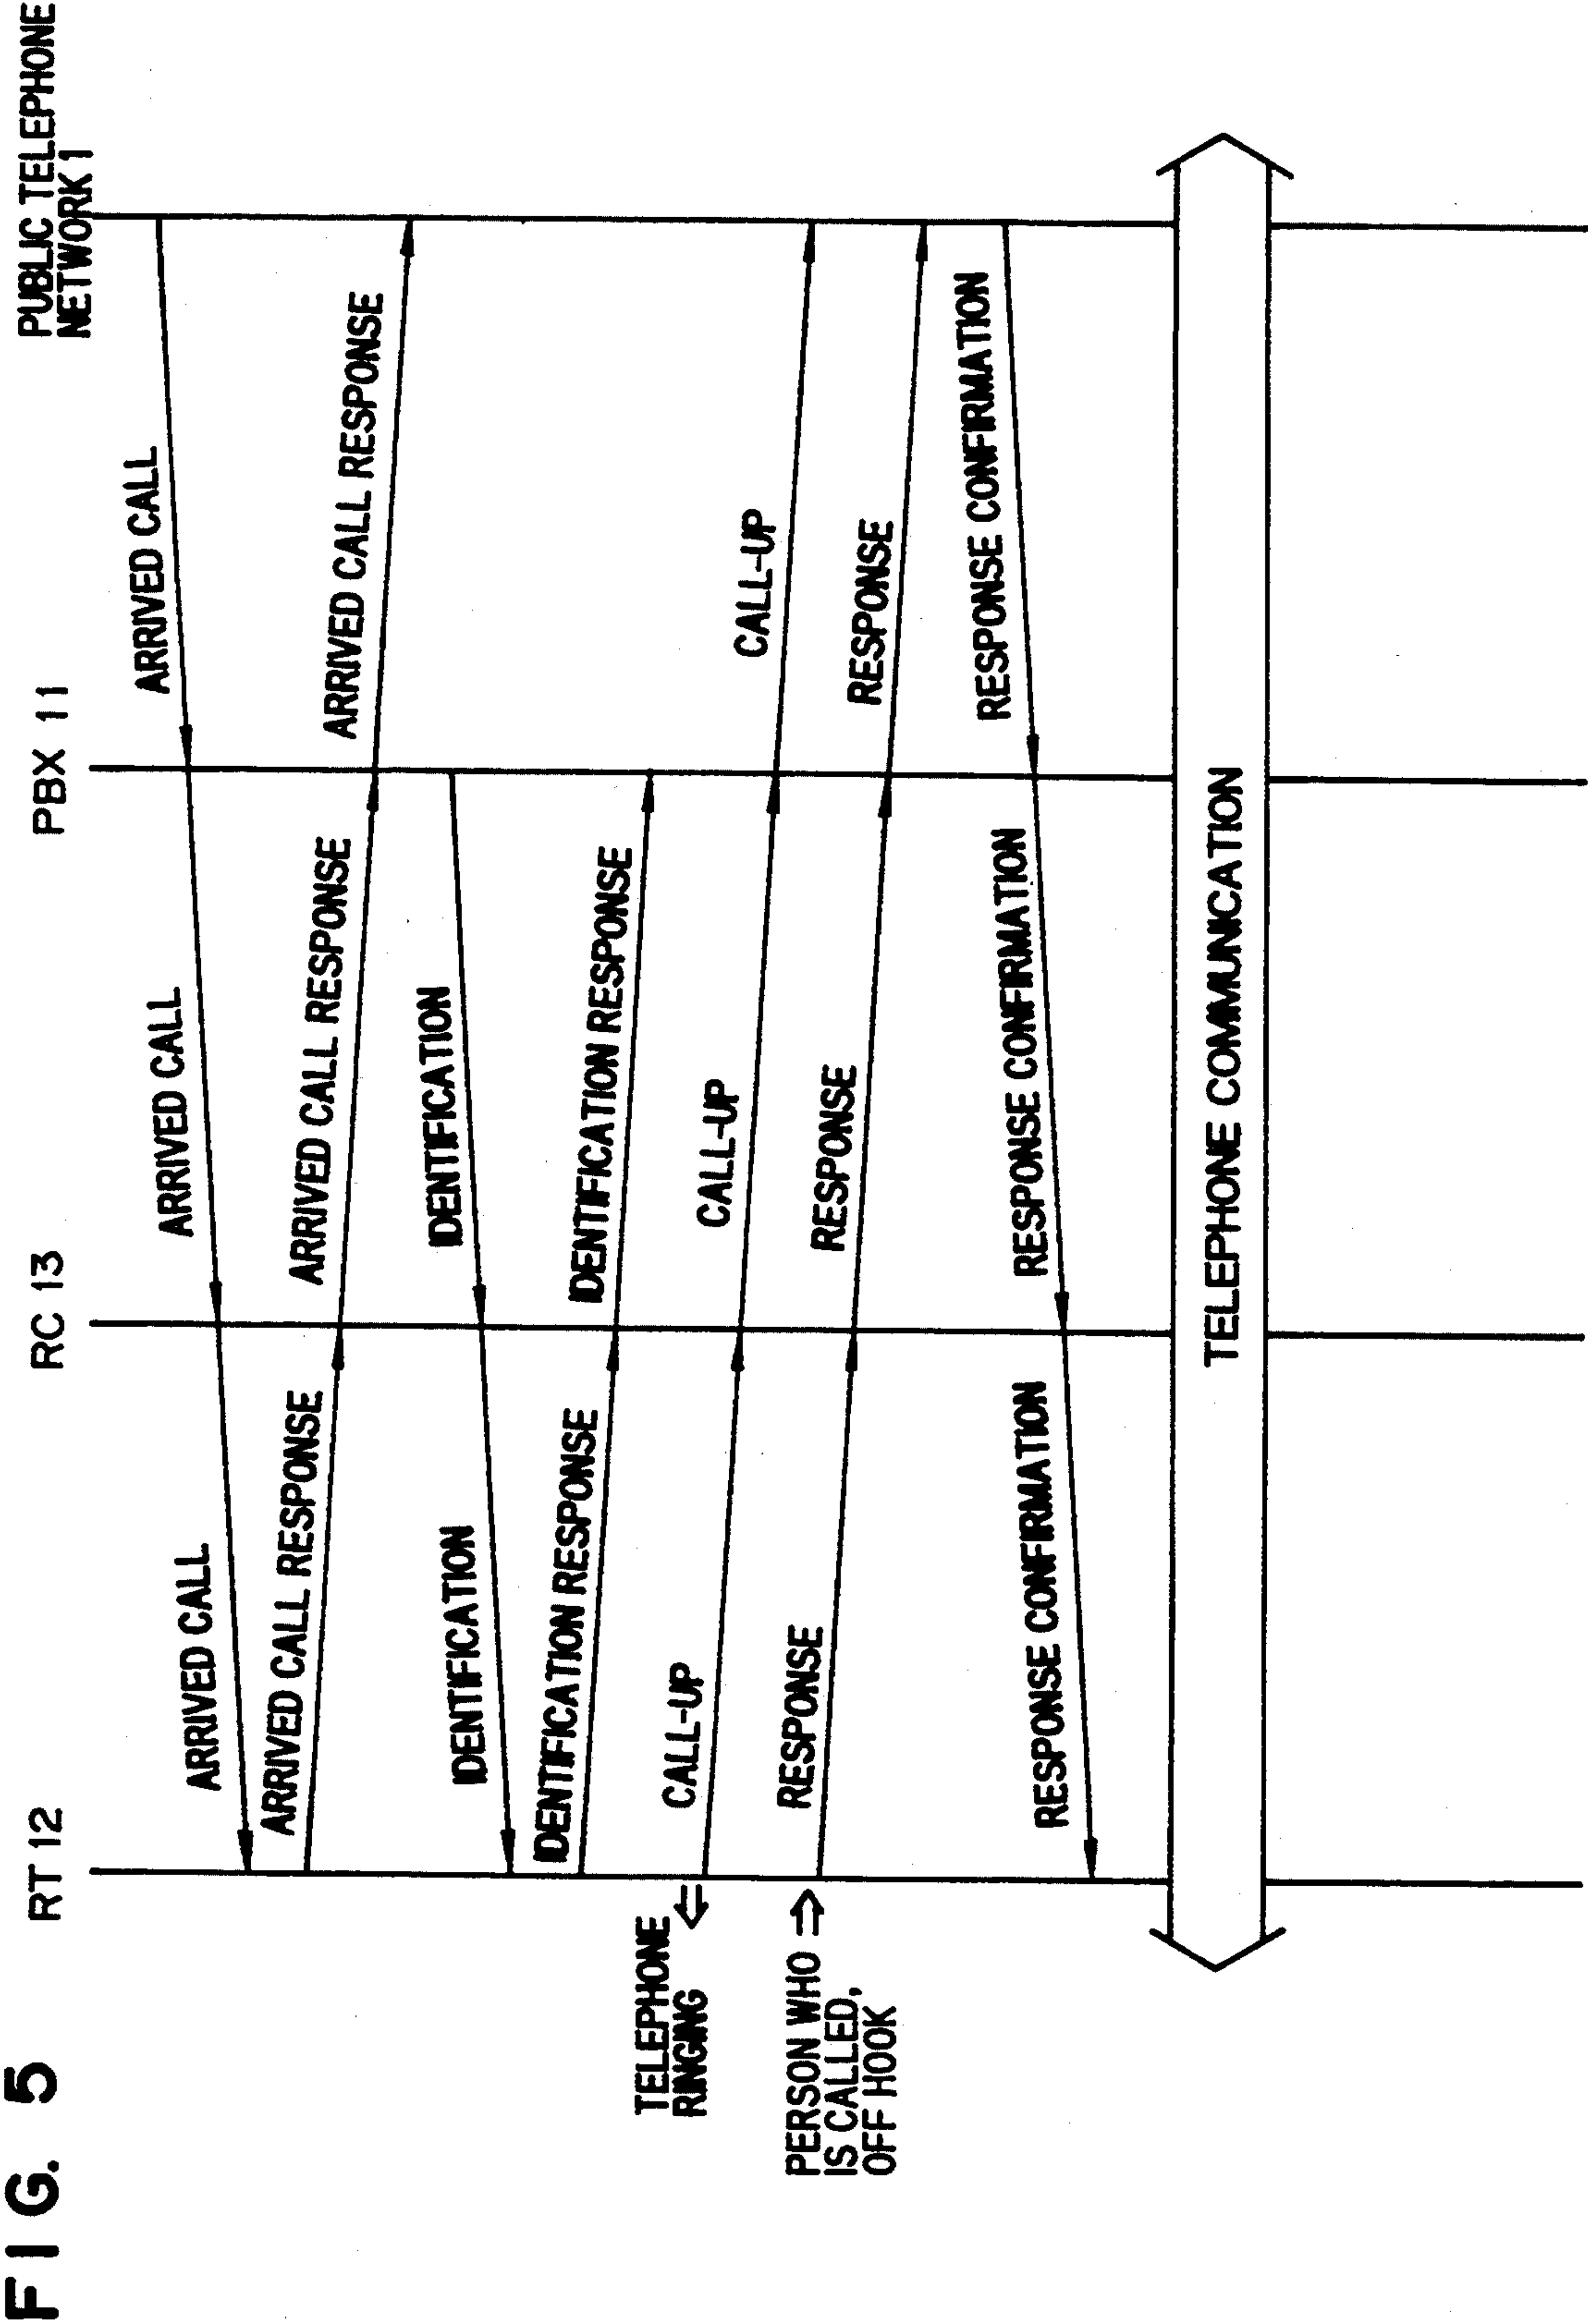 FIG. 5
RT 12
RC 13
PBX 11
PUBLIC TELEPHONE
NETWORK 1
ARRIVED CALL
ARRIVED CALL
ARRIVED CALL
ARRIVED CALL RESPONSE
ARRIVED CALL RESPONSE
ARRIVED CALL RESPONSE
IDENTIFICATION
IDENTIFICATION
IDENTIFICATION RESPONSE
IDENTIFICATION RESPONSE
TELEPHONE
RINGING
CALL-UP
CALL-UP
CALL-UP
PERSON WHO
IS CALLED,
OFF HOOK
RESPONSE
RESPONSE
RESPONSE
RESPONSE CONFIRMATION
RESPONSE CONFIRMATION
RESPONSE CONFIRMATION
TELEPHONE COMMUNICATION